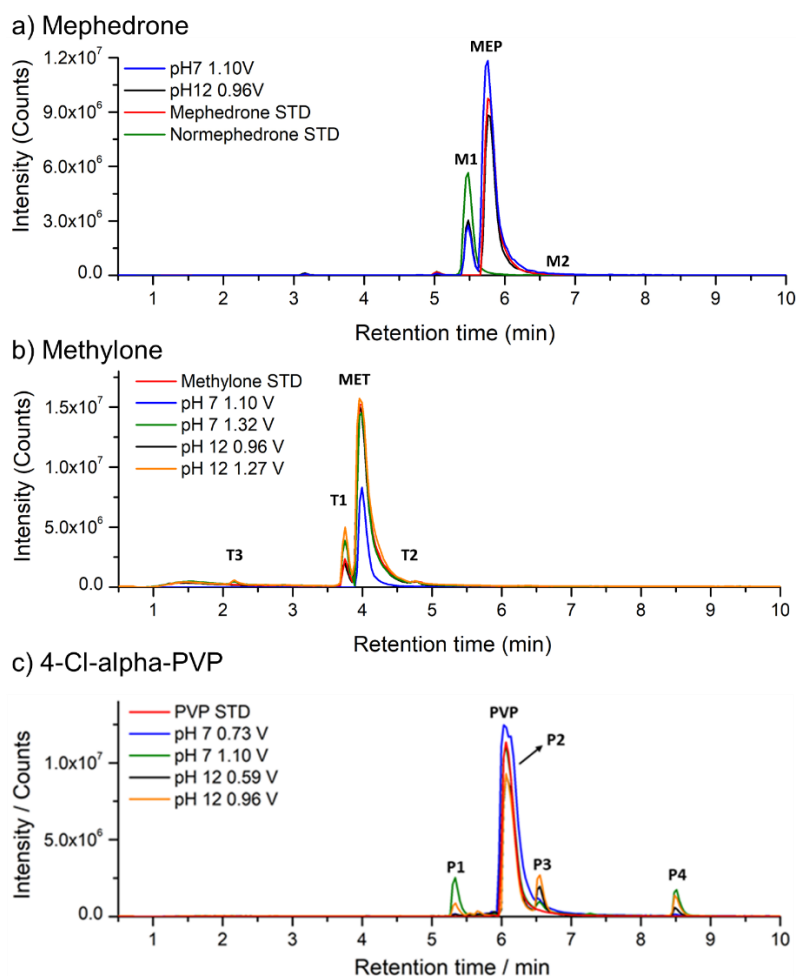 a) Mephedrone
Intensity (Counts)
1.5x10⁷
1.2x10⁷
9.0x10⁶
6.0x10⁶
3.0x10⁶
0.0
pH7 1.10V
pH12 0.96V
Mephedrone STD
Normephedrone STD
MEP
M1
M2
1 2 3 4 5 6 7 8 9 10
Retention time (min)
b) Methylone
Intensity (Counts)
1.5x10⁷
1.0x10⁷
5.0x10⁶
0.0
Methylone STD
pH 7 1.10 V
pH 7 1.32 V
pH 12 0.96 V
pH 12 1.27 V
MET
T1
T3
T2
1 2 3 4 5 6 7 8 9 10
Retention time (min)
c) 4-Cl-alpha-PVP
Intensity / Counts
1.0x10⁷
5.0x10⁶
0.0
PVP STD
pH 7 0.73 V
pH 7 1.10 V
pH 12 0.59 V
pH 12 0.96 V
PVP
P2
P1
P3
P4
1 2 3 4 5 6 7 8 9 10
Retention time / min